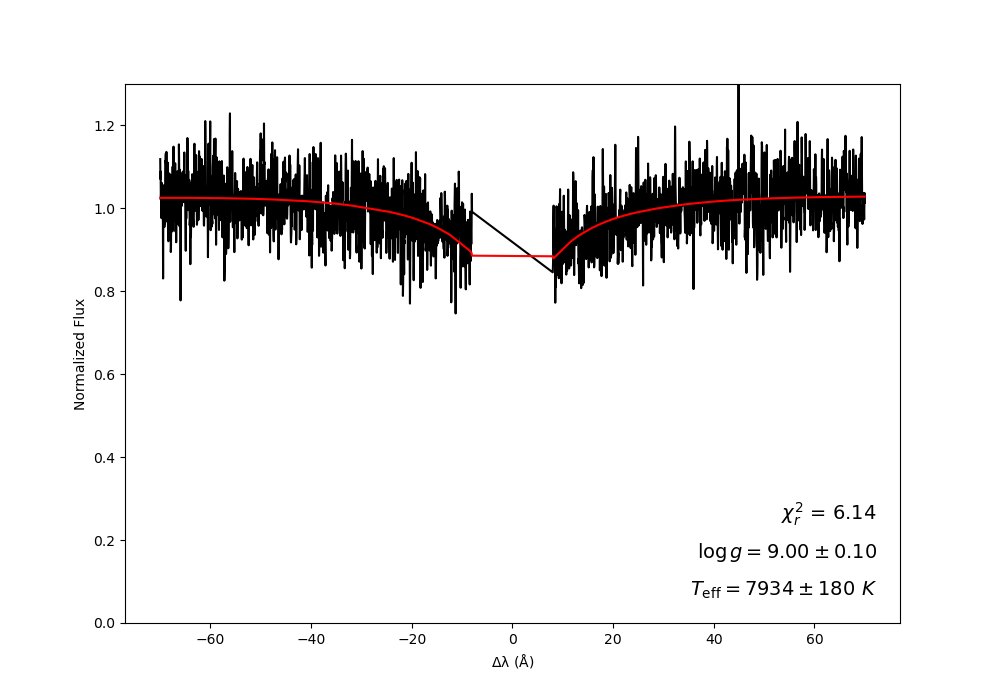 1.2
1.0
0.8
0.6
0.4
0.2
0.0
Normalized Flux
χ²ᵣ = 6.14
log g = 9.00 ± 0.10
T_eff = 7934 ± 180 K
−60 −40 −20 0 20 40 60
Δλ (Å)